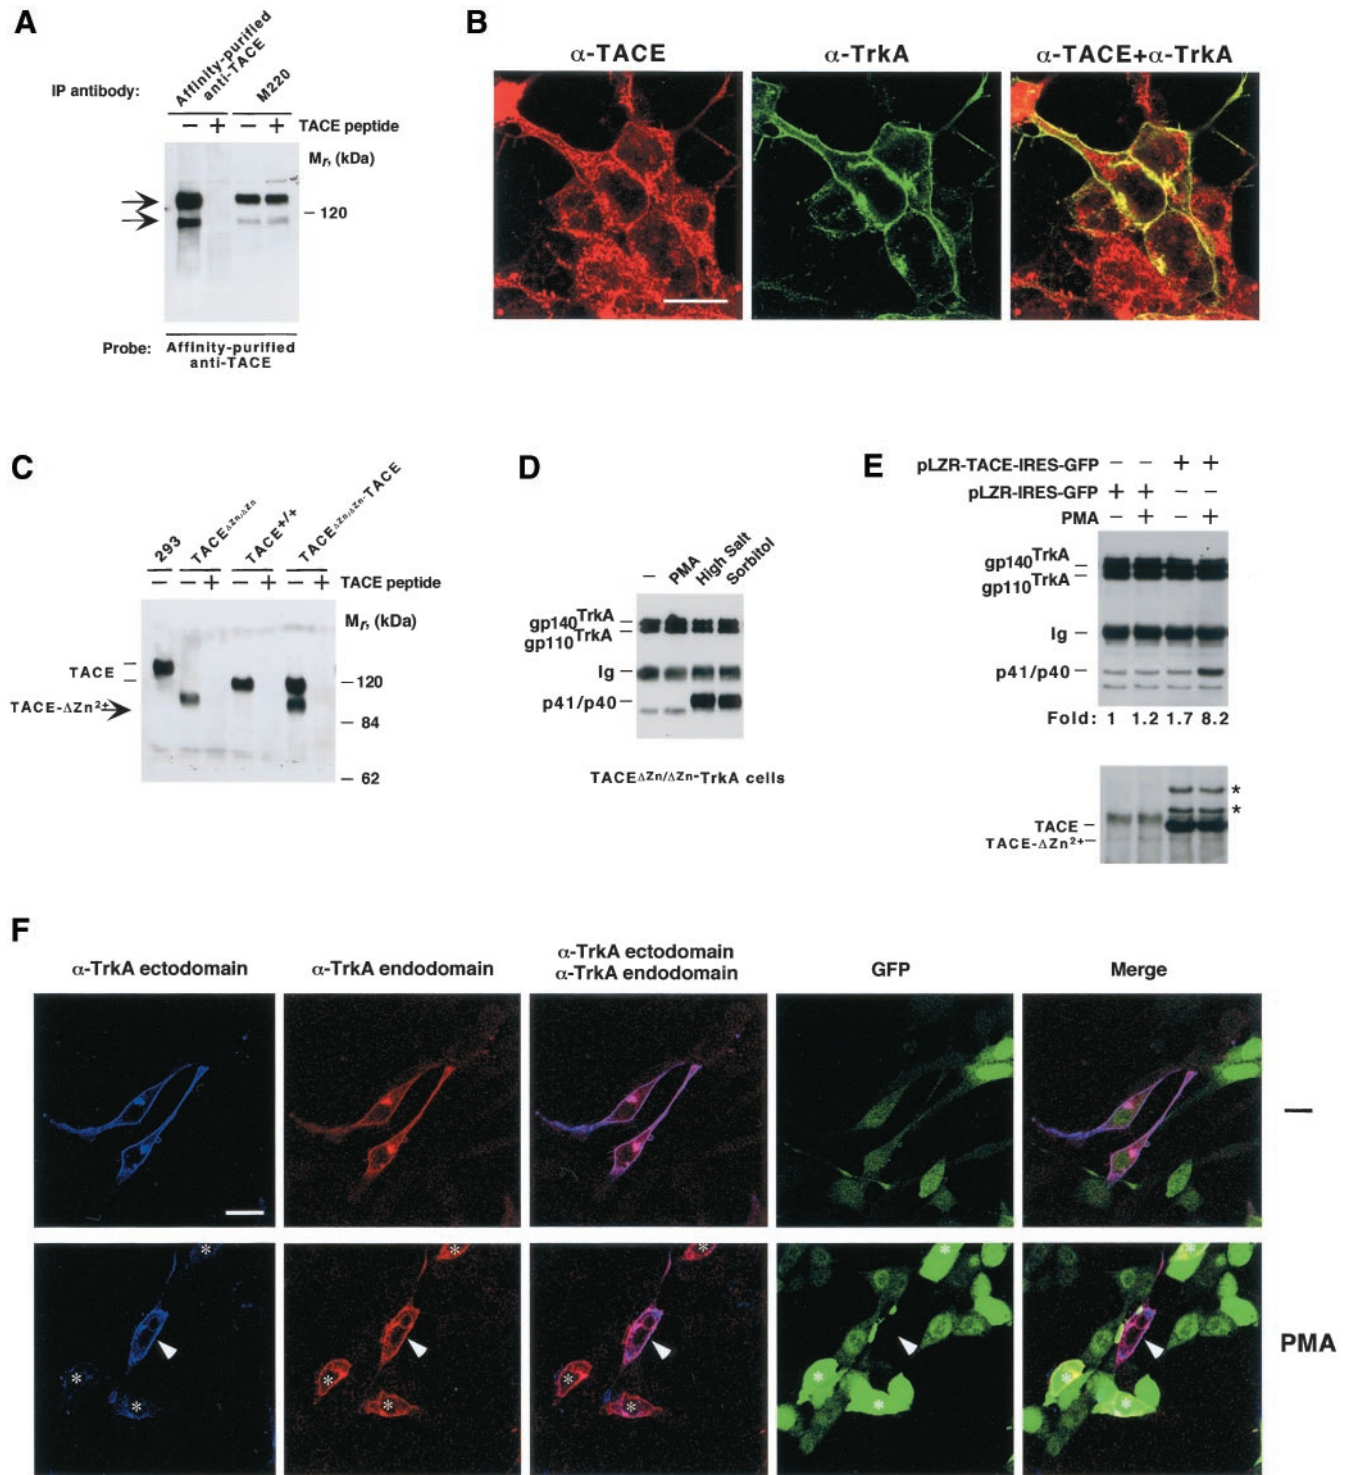 A
IP antibody:
Affinity-purified
anti-TACE
M220
− + − + TACE peptide
Mr, (kDa)
− 120
Probe: Affinity-purified
anti-TACE
B
α-TACE α-TrkA α-TACE+α-TrkA
C
293 TACEΔZn/ΔZn TACE+/+ TACEΔZn/ΔZn-TACE
− − + − + − + TACE peptide
Mr, (kDa)
TACE
TACE-ΔZn2+
− 120
− 84
− 62
D
− PMA High Salt Sorbitol
gp140TrkA
gp110TrkA
Ig −
p41/p40 −
TACEΔZn/ΔZn-TrkA cells
E
pLZR-TACE-IRES-GFP − − + +
pLZR-IRES-GFP + + − −
PMA − + − +
gp140TrkA
gp110TrkA
Ig −
p41/p40 −
Fold: 1 1.2 1.7 8.2
*
*
TACE −
TACE-ΔZn2+−
F
α-TrkA ectodomain α-TrkA endodomain α-TrkA ectodomain
α-TrkA endodomain GFP Merge
−
* * * * *
PMA
* * * * *
* * * * *